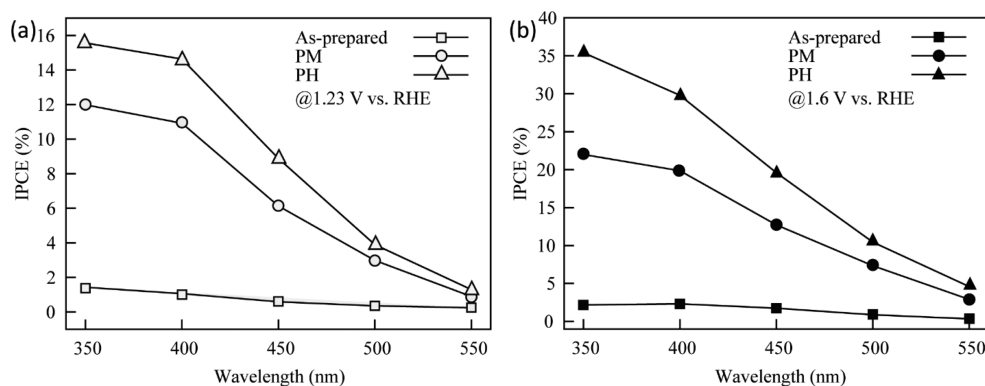 (a)
16
14
12
10
8
6
4
2
0
IPCE (%)
As-prepared
PM
PH
@1.23 V vs. RHE
350 400 450 500 550
Wavelength (nm)
(b)
40
35
30
25
20
15
10
5
0
IPCE (%)
As-prepared
PM
PH
@1.6 V vs. RHE
350 400 450 500 550
Wavelength (nm)